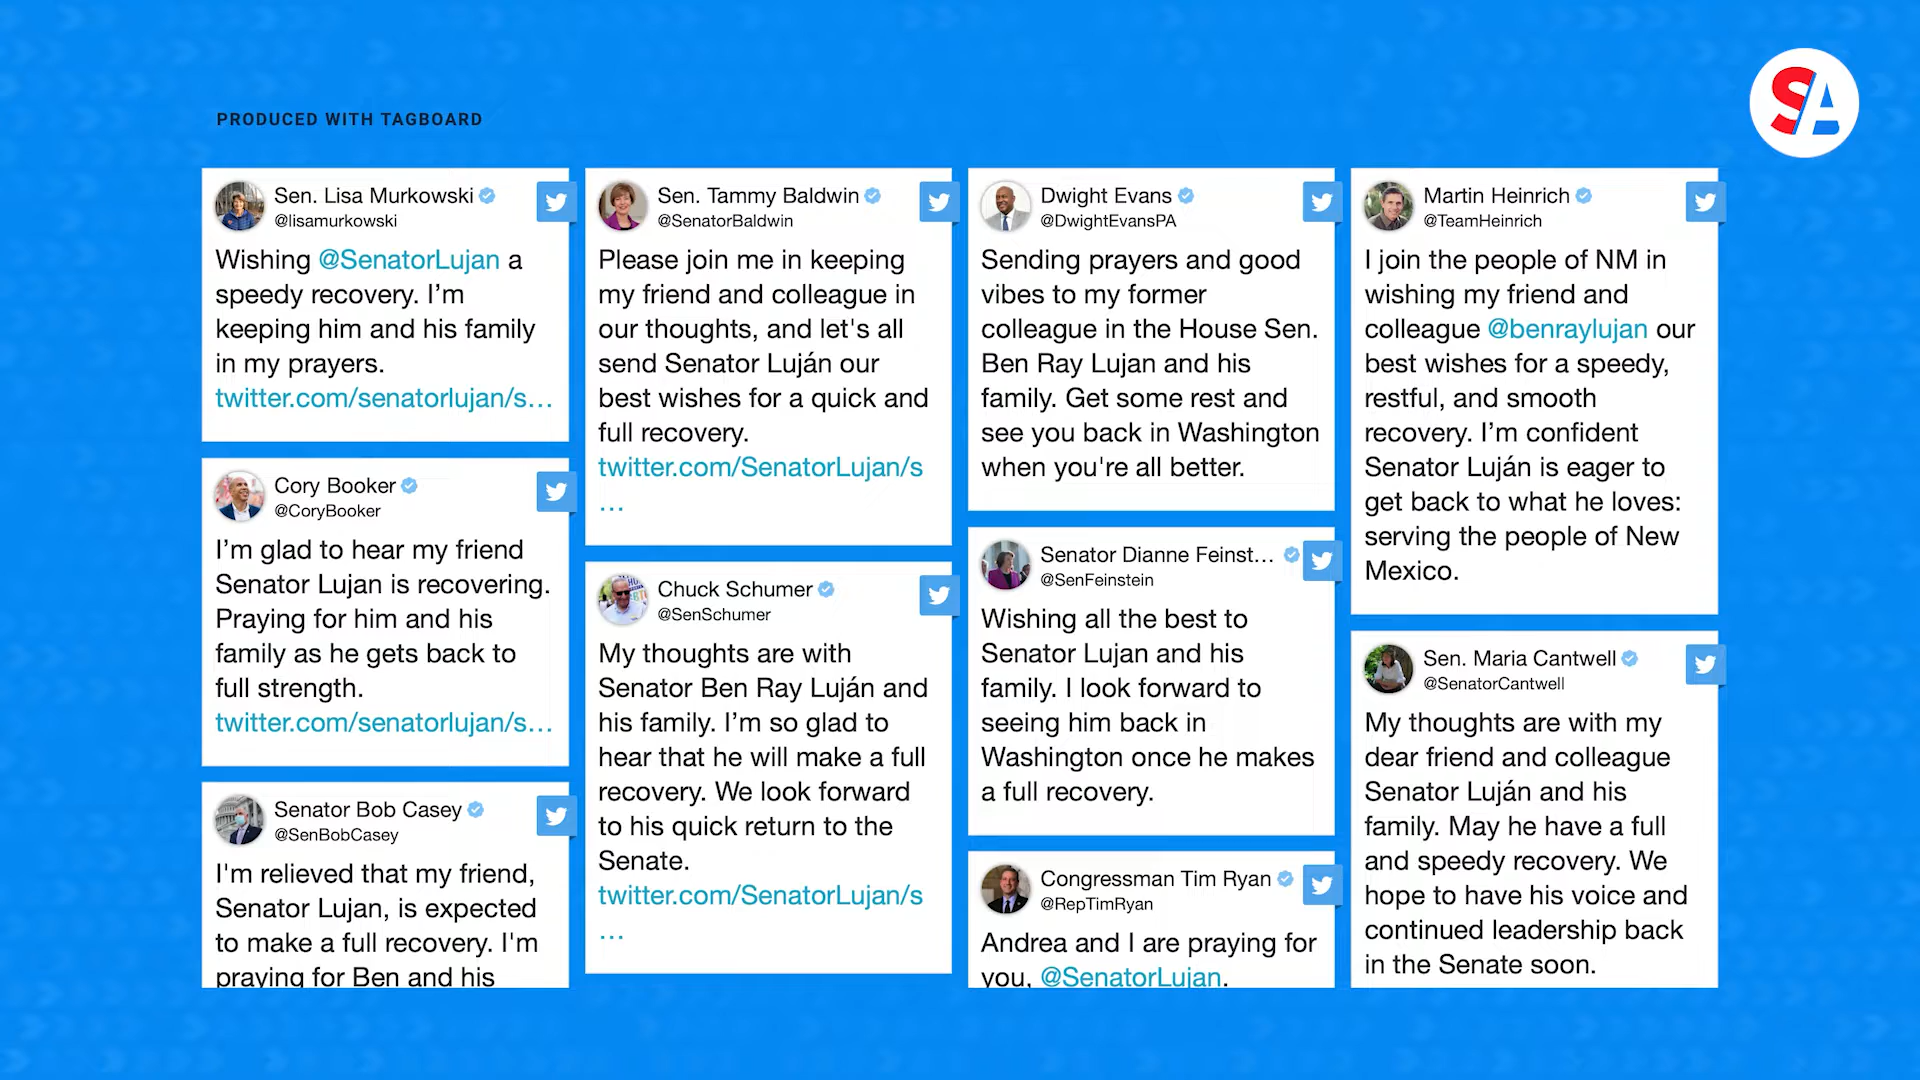 SA
PRODUCED WITH TAGBOARD
Sen. Lisa Murkowski
@lisamurkowski
Wishing @SenatorLujan a
speedy recovery. I’m
keeping him and his family
in my prayers.
twitter.com/senatorlujan/s…
Cory Booker
@CoryBooker
I’m glad to hear my friend
Senator Lujan is recovering.
Praying for him and his
family as he gets back to
full strength.
twitter.com/senatorlujan/s…
Senator Bob Casey
@SenBobCasey
I'm relieved that my friend,
Senator Lujan, is expected
to make a full recovery. I'm
praying for Ben and his
Sen. Tammy Baldwin
@SenatorBaldwin
Please join me in keeping
my friend and colleague in
our thoughts, and let's all
send Senator Luján our
best wishes for a quick and
full recovery.
twitter.com/SenatorLujan/s
…
Chuck Schumer
@SenSchumer
My thoughts are with
Senator Ben Ray Luján and
his family. I’m so glad to
hear that he will make a full
recovery. We look forward
to his quick return to the
Senate.
twitter.com/SenatorLujan/s
…
Dwight Evans
@DwightEvansPA
Sending prayers and good
vibes to my former
colleague in the House Sen.
Ben Ray Lujan and his
family. Get some rest and
see you back in Washington
when you're all better.
Senator Dianne Feinst…
@SenFeinstein
Wishing all the best to
Senator Lujan and his
family. I look forward to
seeing him back in
Washington once he makes
a full recovery.
Congressman Tim Ryan
@RepTimRyan
Andrea and I are praying for
you, @SenatorLujan.
Martin Heinrich
@TeamHeinrich
I join the people of NM in
wishing my friend and
colleague @benraylujan our
best wishes for a speedy,
restful, and smooth
recovery. I’m confident
Senator Luján is eager to
get back to what he loves:
serving the people of New
Mexico.
Sen. Maria Cantwell
@SenatorCantwell
My thoughts are with my
dear friend and colleague
Senator Luján and his
family. May he have a full
and speedy recovery. We
hope to have his voice and
continued leadership back
in the Senate soon.